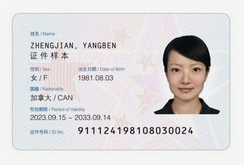 姓名 / Name
ZHENGJIAN, YANGBEN
证件样本
性别 / Sex 出生日期 / Date of Birth
女 / F 1981.08.03
国籍 / Nationality
加拿大 / CAN
有效期限 / Period of Validity
2023.09.15 – 2033.09.14
证件号码 / ID No. 911124198108030024